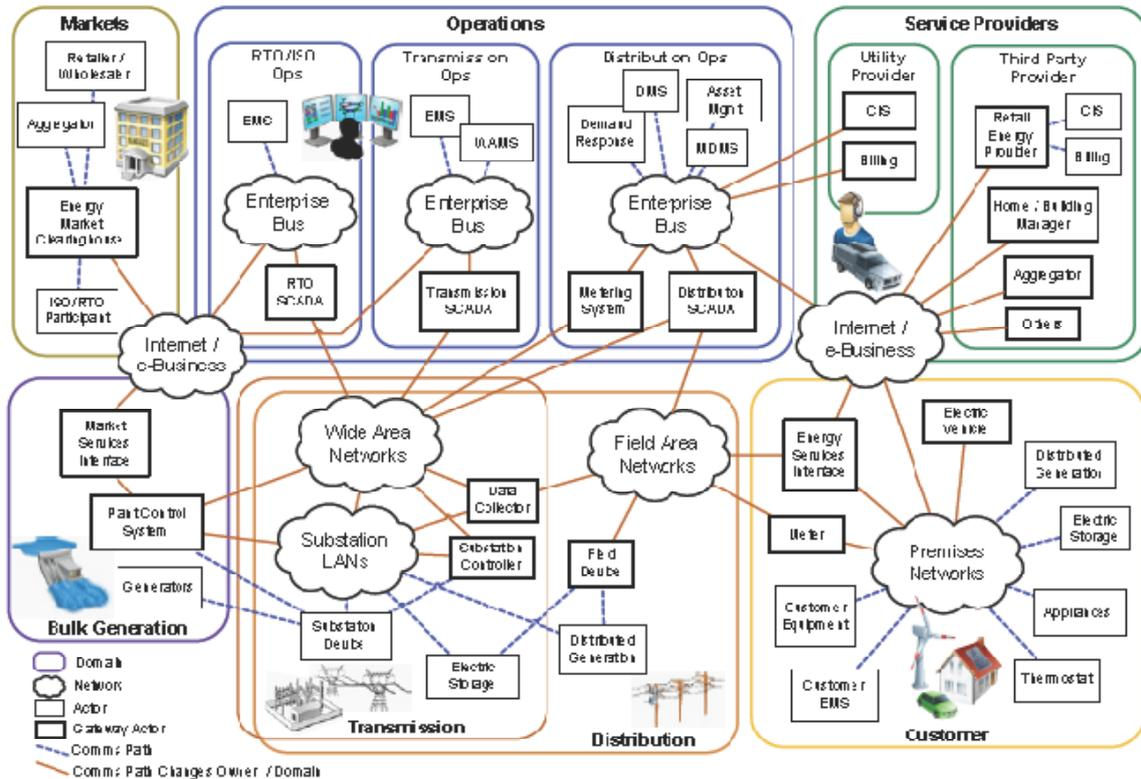 Markets
Operations
Service Providers
Retailer /
Wholesaler
Aggregator
Energy
Market
Clearinghouse
ISO/RTO
Participant
RTO/ISO
Ops
EMC
Enterprise
Bus
RTO
SCADA
Transmission
Ops
EMS
WAMS
Enterprise
Bus
Transmission
SCADA
Distribution Ops
DMS
Asset
Mgmt
Demand
Response
MDMS
Enterprise
Bus
Metering
System
Distribution
SCADA
Utility
Provider
CIS
Billing
Third Party
Provider
Retail
Energy
Provider
CIS
Billing
Home / Building
Manager
Aggregator
Others
Internet /
e-Business
Internet /
e-Business
Market
Services
Interface
Plant Control
System
Generators
Bulk Generation
Wide Area
Networks
Substation
LANs
Data
Collector
Substation
Controller
Substation
Device
Electric
Storage
Transmission
Field Area
Networks
Field
Device
Distributed
Generation
Distribution
Energy
Services
Interface
Meter
Electric
Vehicle
Distributed
Generation
Electric
Storage
Premises
Networks
Customer
Equipment
Appliances
Customer
EMS
Thermostat
Customer
Domain
Network
Actor
Gateway Actor
Comms Path
Comms Path Changes Owner / Domain